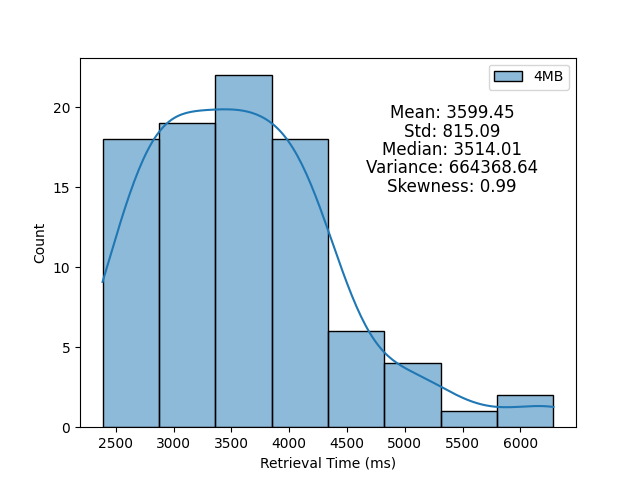 4MB
Mean: 3599.45
Std: 815.09
Median: 3514.01
Variance: 664368.64
Skewness: 0.99
Count
20
15
10
5
0
2500 3000 3500 4000 4500 5000 5500 6000
Retrieval Time (ms)